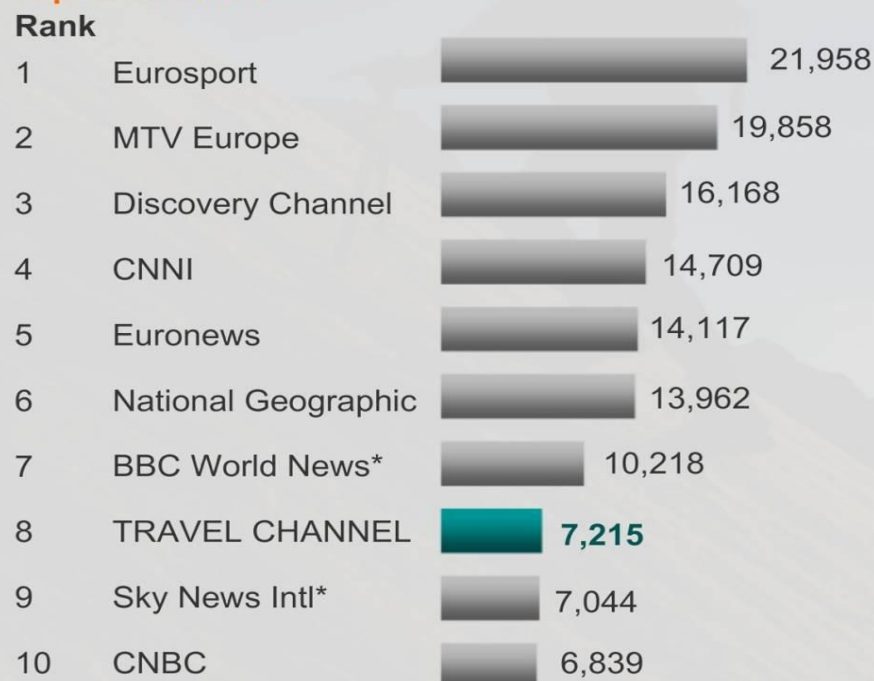 Rank
1 Eurosport 21,958
2 MTV Europe 19,858
3 Discovery Channel 16,168
4 CNNI 14,709
5 Euronews 14,117
6 National Geographic 13,962
7 BBC World News* 10,218
8 TRAVEL CHANNEL 7,215
9 Sky News Intl* 7,044
10 CNBC 6,839